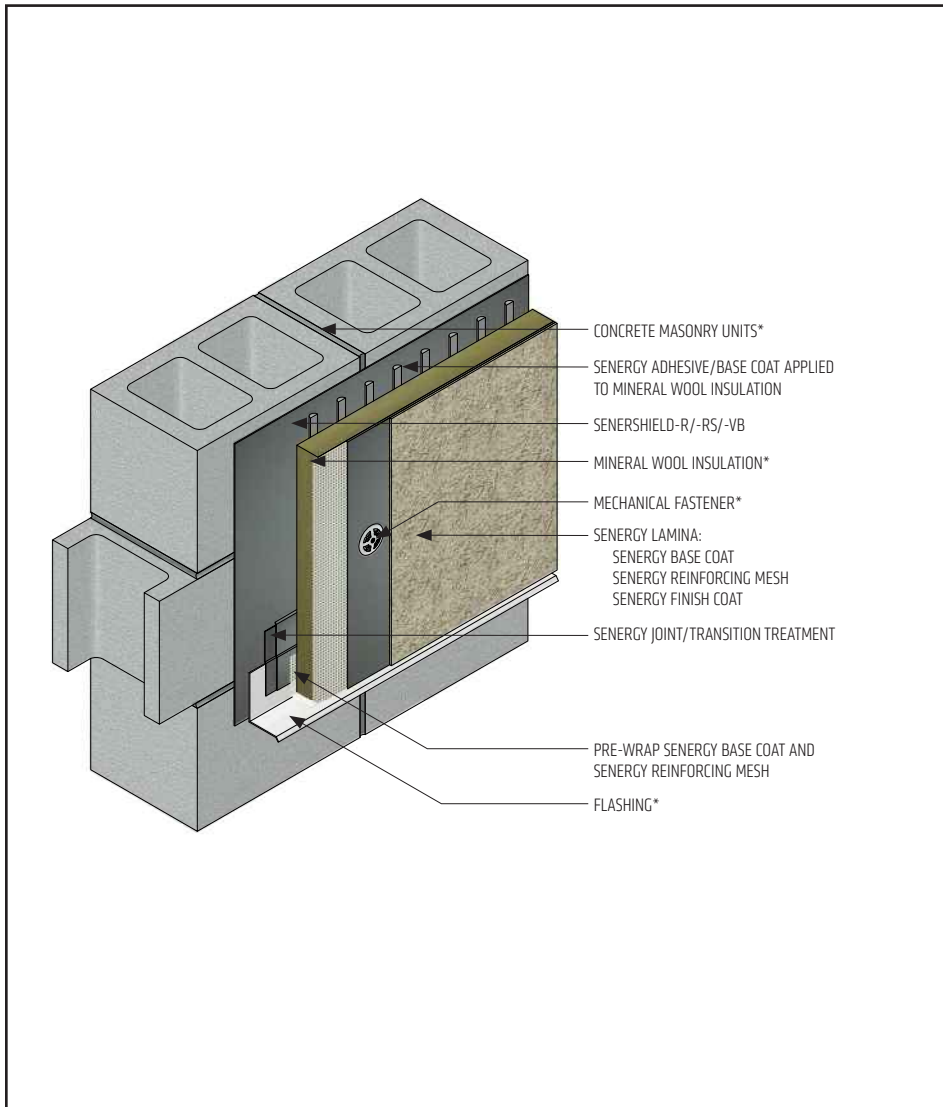 CONCRETE MASONRY UNITS*
SENERGY ADHESIVE/BASE COAT APPLIED
TO MINERAL WOOL INSULATION
SENERSHIELD-R/-RS/-VB
MINERAL WOOL INSULATION*
MECHANICAL FASTENER*
SENERGY LAMINA:
SENERGY BASE COAT
SENERGY REINFORCING MESH
SENERGY FINISH COAT
SENERGY JOINT/TRANSITION TREATMENT
PRE-WRAP SENERGY BASE COAT AND
SENERGY REINFORCING MESH
FLASHING*